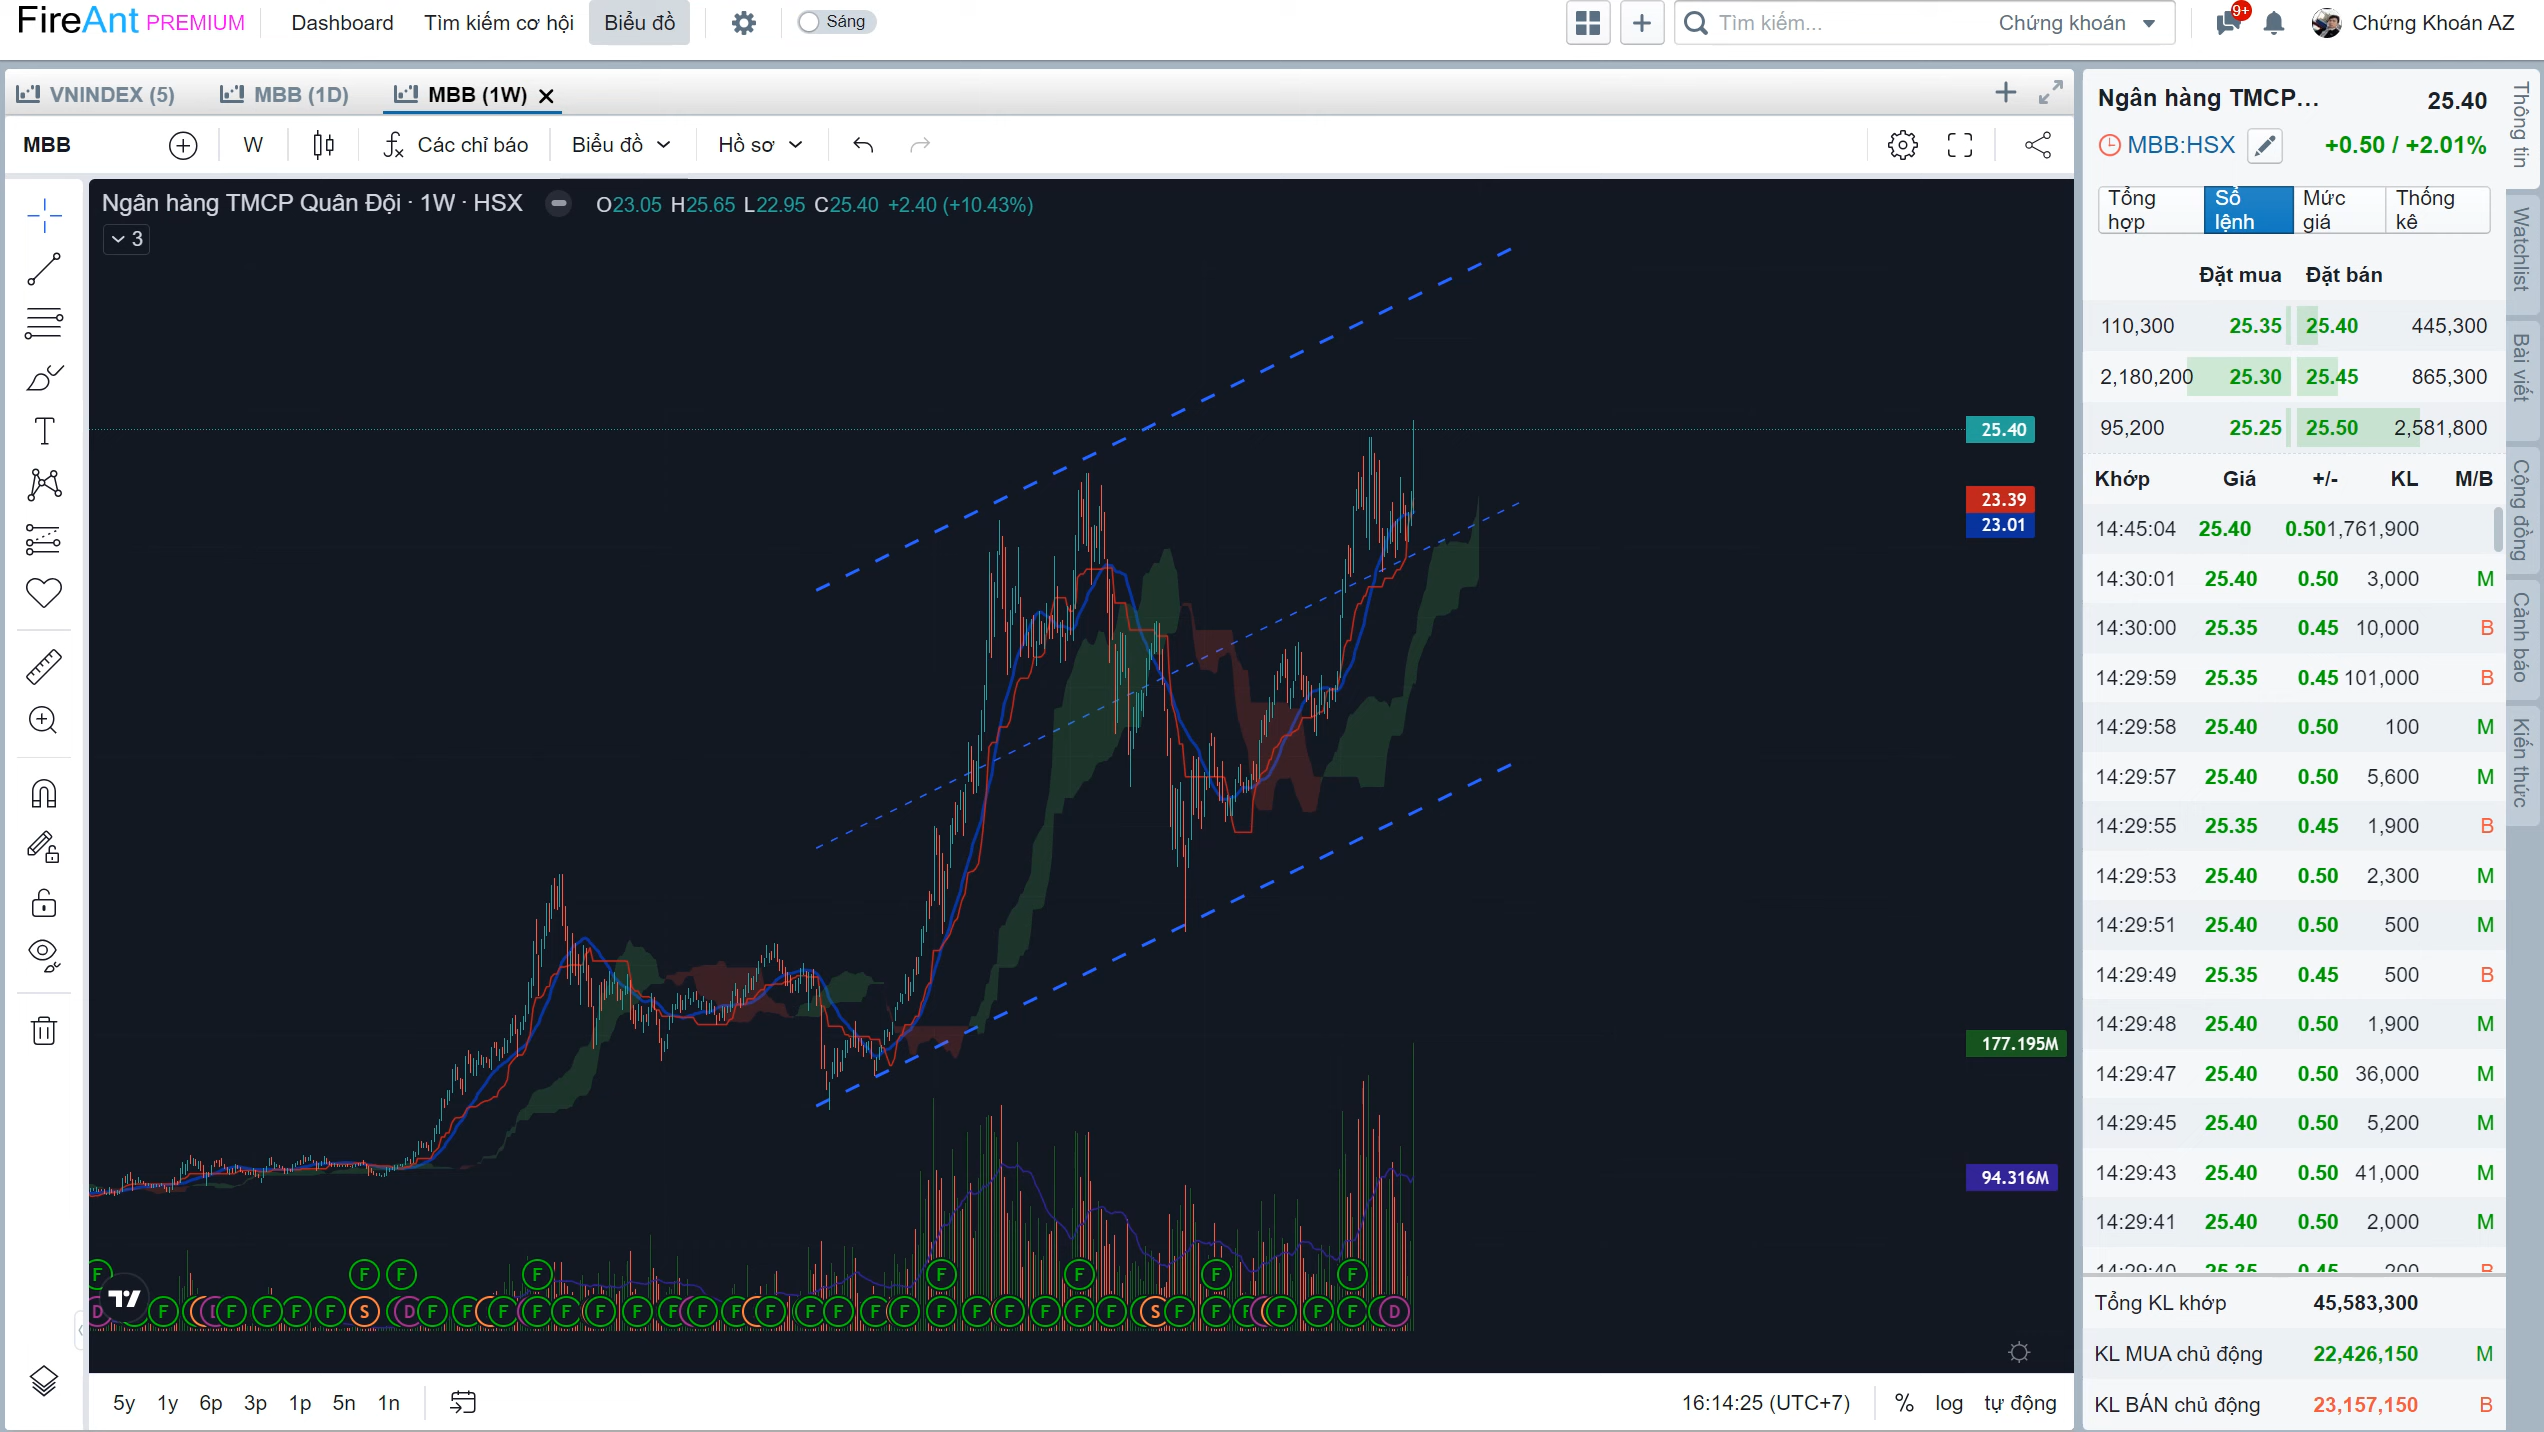 FireAnt PREMIUM Dashboard Tìm kiếm cơ hội Biểu đồ Sáng Tìm kiếm... Chứng khoán 9+ Chứng Khoán AZ
VNINDEX (5) MBB (1D) MBB (1W)
MBB W Các chỉ báo Biểu đồ Hồ sơ
Ngân hàng TMCP Quân Đội · 1W · HSX O23.05 H25.65 L22.95 C25.40 +2.40 (+10.43%)
3
25.40
23.39
23.01
177.195M
94.316M
F F F F F F F F
D F D F F F F S D F F F F F F F F F F F F F F F F F F F F S F F F F F F D
5y 1y 6p 3p 1p 5n 1n 16:14:25 (UTC+7) % log tự động
Ngân hàng TMCP... 25.40
MBB:HSX +0.50 / +2.01%
Tổng hợp Sổ lệnh Mức giá Thống kê
Đặt mua Đặt bán
110,300 25.35 25.40 445,300
2,180,200 25.30 25.45 865,300
95,200 25.25 25.50 2,581,800
Khớp Giá +/- KL M/B
14:45:04 25.40 0.50 1,761,900
14:30:01 25.40 0.50 3,000 M
14:30:00 25.35 0.45 10,000 B
14:29:59 25.35 0.45 101,000 B
14:29:58 25.40 0.50 100 M
14:29:57 25.40 0.50 5,600 M
14:29:55 25.35 0.45 1,900 B
14:29:53 25.40 0.50 2,300 M
14:29:51 25.40 0.50 500 M
14:29:49 25.35 0.45 500 B
14:29:48 25.40 0.50 1,900 M
14:29:47 25.40 0.50 36,000 M
14:29:45 25.40 0.50 5,200 M
14:29:43 25.40 0.50 41,000 M
14:29:41 25.40 0.50 2,000 M
14:29:40 25.35 0.45 200 B
Tổng KL khớp 45,583,300
KL MUA chủ động 22,426,150 M
KL BÁN chủ động 23,157,150 B
Thông tin
Watchlist
Bài viết
Cộng đồng
Cảnh báo
Kiến thức